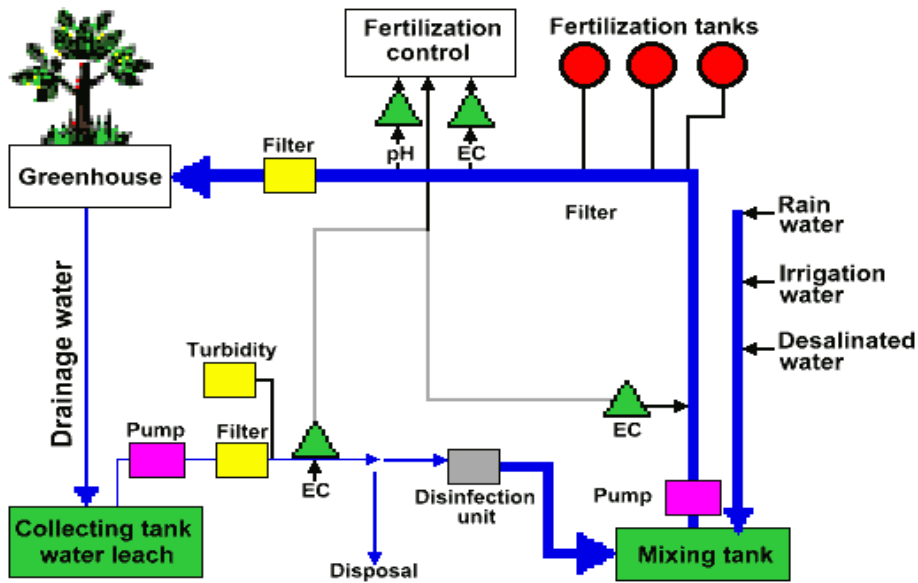 Fertilization
control
Fertilization tanks
Filter
pH
EC
Greenhouse
Filter
Rain
water
Irrigation
water
Desalinated
water
Drainage water
Turbidity
Pump
Filter
EC
EC
Disinfection
unit
Pump
Collecting tank
water leach
Disposal
Mixing tank